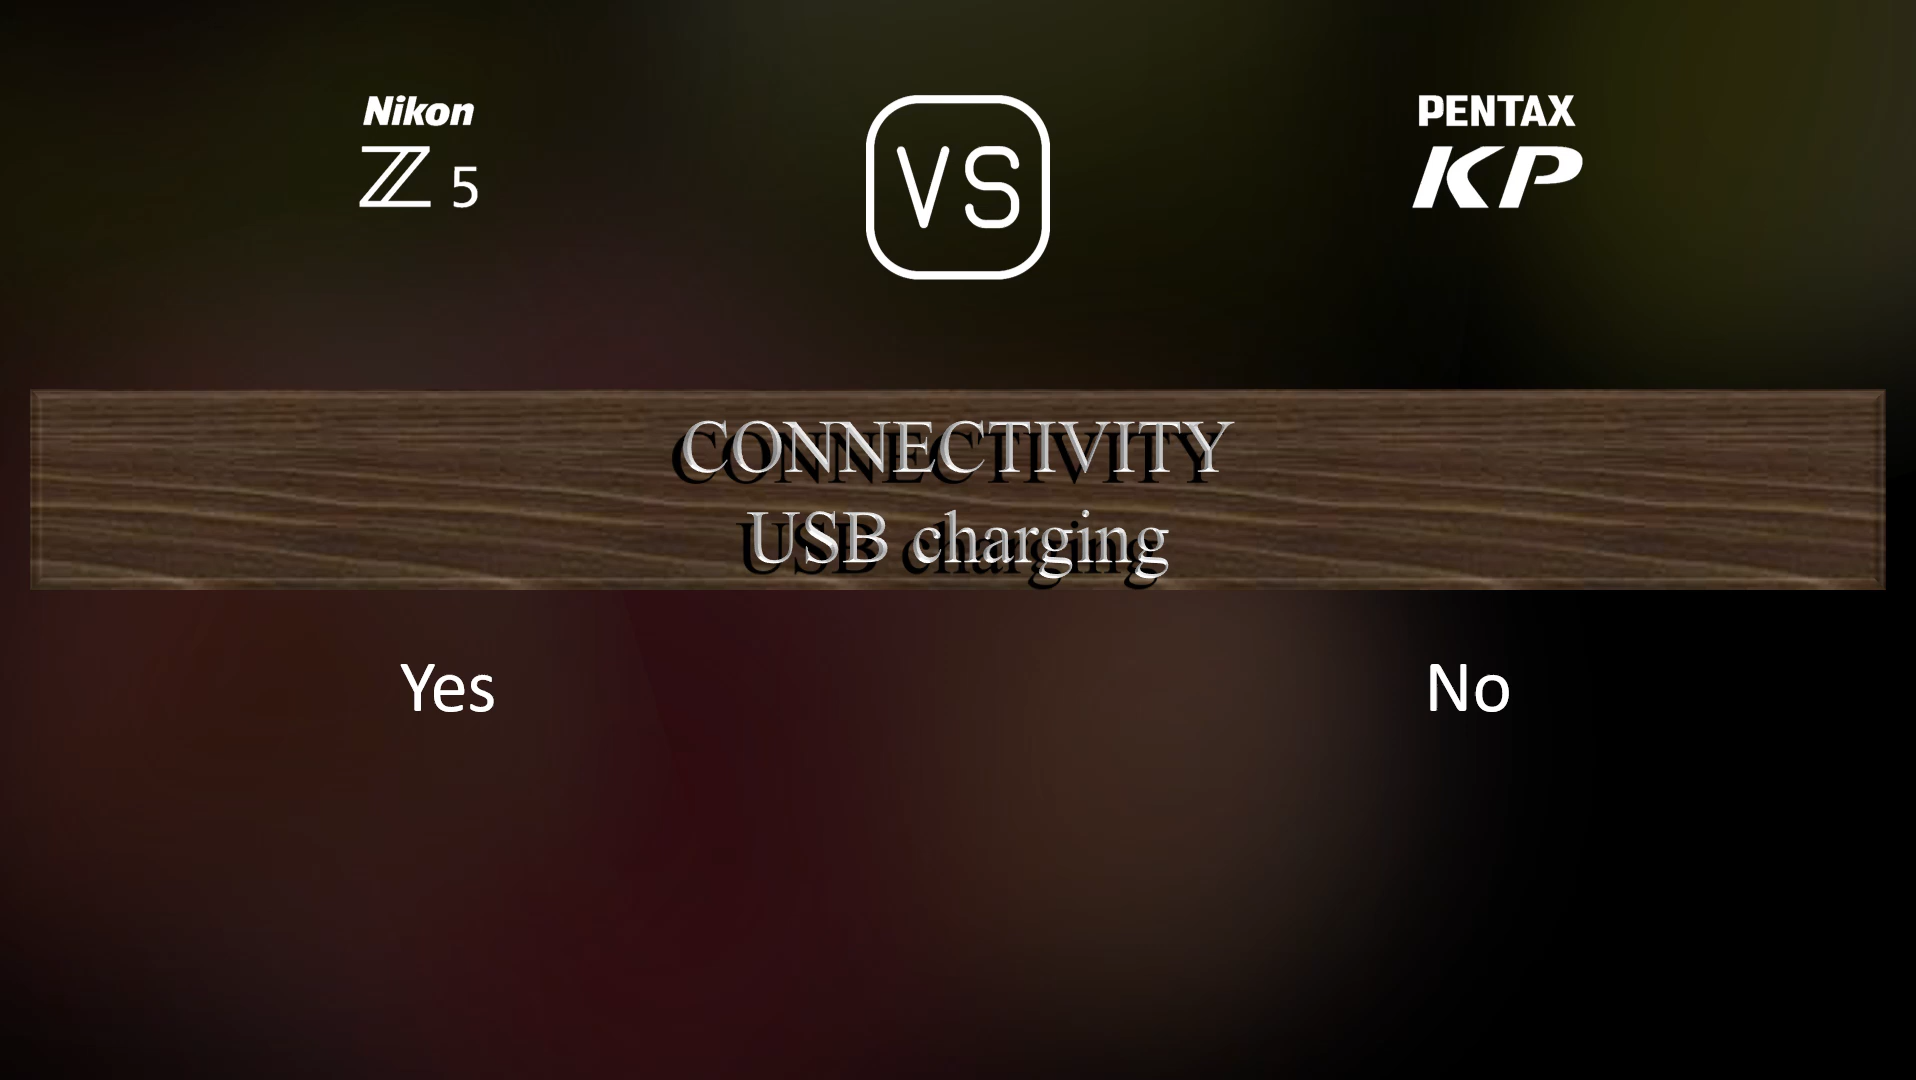 Nikon
Z 5
VS
PENTAX
KP
CONNECTIVITY
USB charging
Yes
No